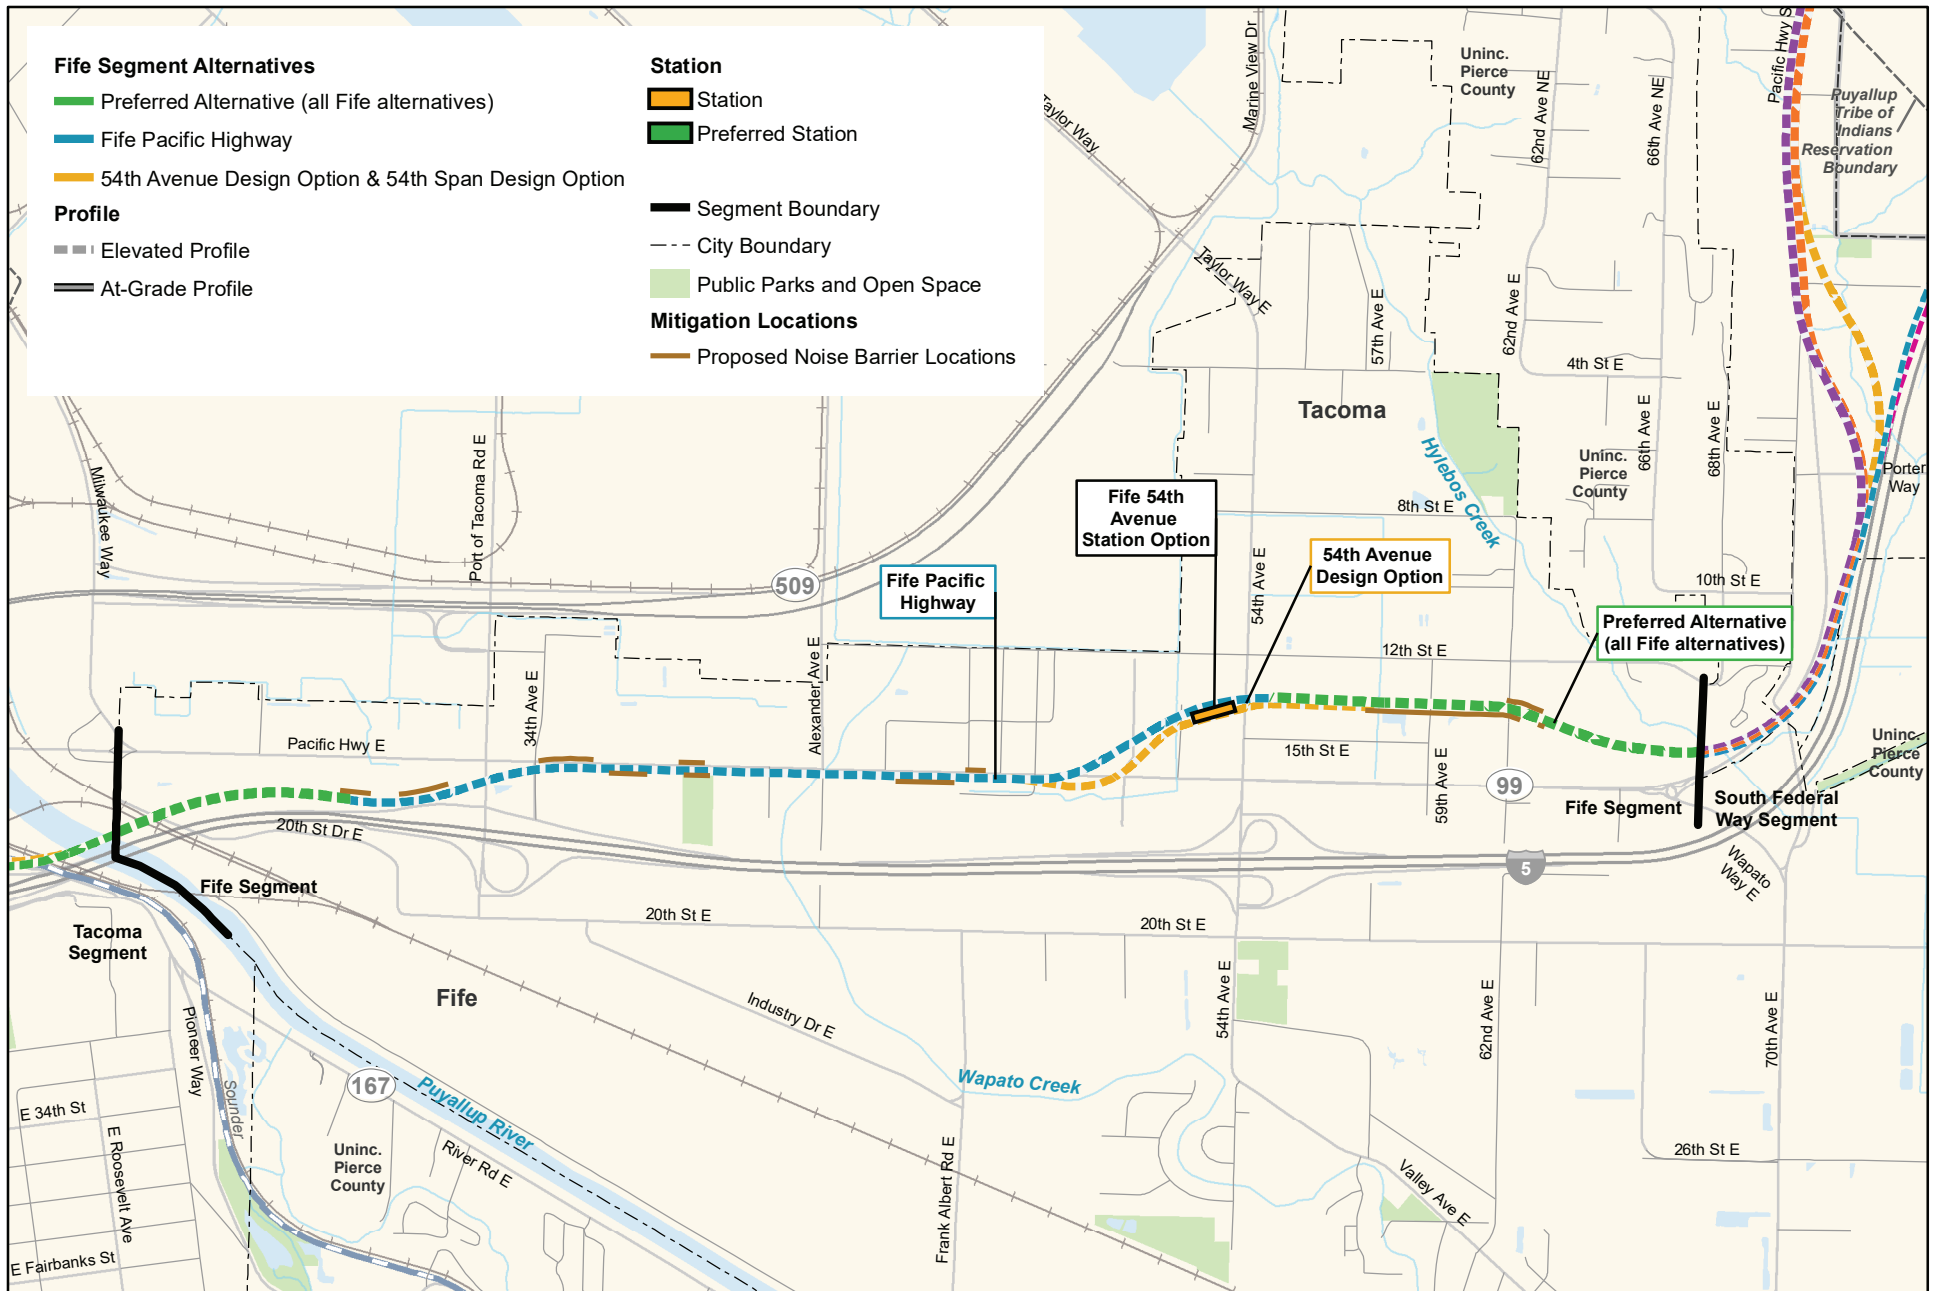 Fife Segment Alternatives
Preferred Alternative (all Fife alternatives)
Fife Pacific Highway
54th Avenue Design Option & 54th Span Design Option
Profile
Elevated Profile
At-Grade Profile
Station
Station
Preferred Station
Segment Boundary
City Boundary
Public Parks and Open Space
Mitigation Locations
Proposed Noise Barrier Locations
Taylor Way
Marine View Dr
Uninc.
Pierce
County
62nd Ave NE
66th Ave NE
Pacific Hwy S
Puyallup
Tribe of
Indians
Reservation
Boundary
Taylor Way E
57th Ave E
62nd Ave E
4th St E
Tacoma
66th Ave E
68th Ave E
Hylebos Creek
Uninc.
Pierce
County
Porter
Way
Milwaukee Way
Port of Tacoma Rd E
509
Fife 54th
Avenue
Station Option
8th St E
54th Ave E
54th Avenue
Design Option
Fife Pacific
Highway
10th St E
Preferred Alternative
(all Fife alternatives)
12th St E
34th Ave E
Alexander Ave E
Pacific Hwy E
15th St E
59th Ave E
99
Fife Segment
South Federal
Way Segment
Uninc.
Pierce
County
20th St Dr E
5
Wapato
Way E
Fife Segment
Tacoma
Segment
20th St E
20th St E
Fife
Industry Dr E
54th Ave E
62nd Ave E
70th Ave E
Pioneer Way
Sounder
167
Puyallup River
Wapato Creek
E 34th St
E Roosevelt Ave
Uninc.
Pierce
County
River Rd E
Frank Albert Rd E
Valley Ave E
26th St E
E Fairbanks St